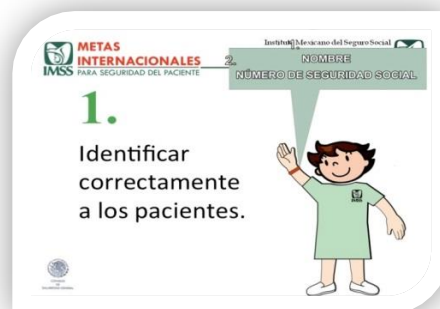 METAS
INTERNACIONALES
PARA SEGURIDAD DEL PACIENTE
IMSS
Instituto Mexicano del Seguro Social
1.
NOMBRE
2.
NÚMERO DE SEGURIDAD SOCIAL
1.
Identificar
correctamente
a los pacientes.
IMSS